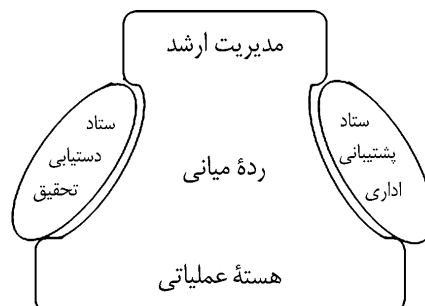 مدیریت ارشد
ستاد
پشتیبانی
اداری
ردهٔ میانی
ستاد
دستیابی
تحقیق
هستهٔ عملیاتی